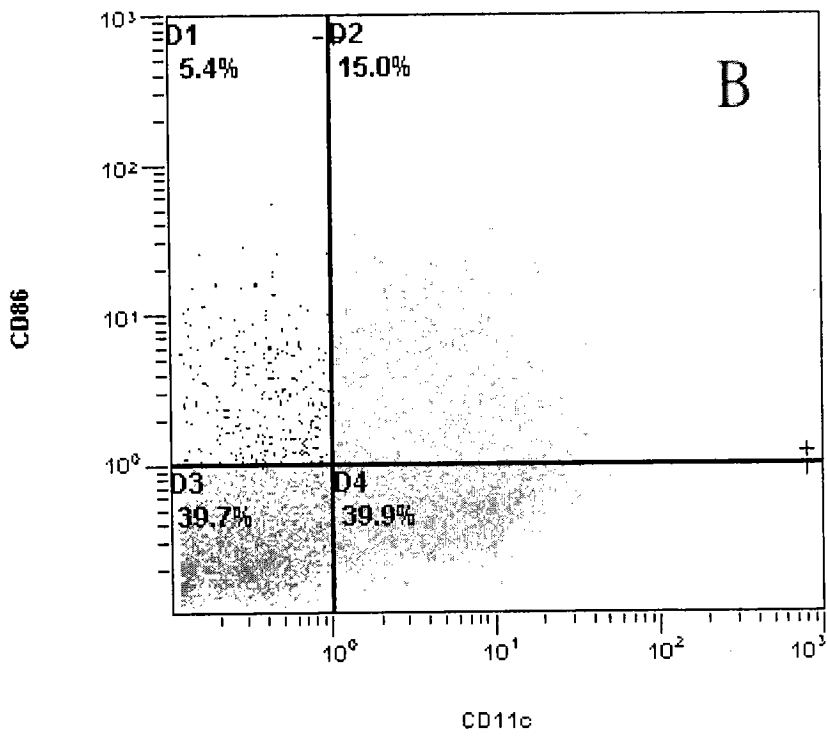 10³
D1
D2
5.4%
15.0%
B
10²
CD86
10¹
10⁰
D3
D4
39.7%
39.9%
10⁰
10¹
10²
10³
CD11c